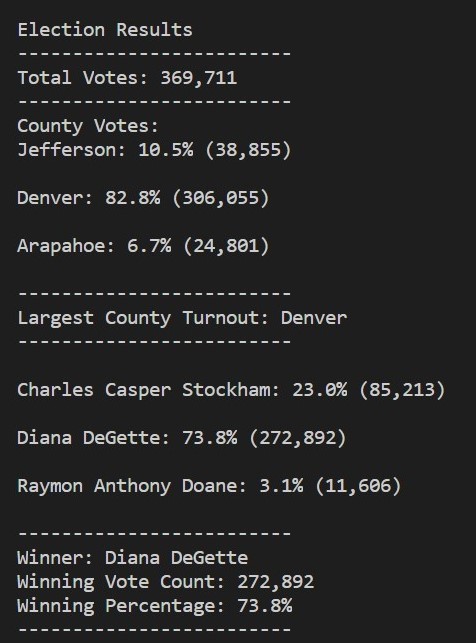 Election Results
-------------------------
Total Votes: 369,711
-------------------------
County Votes:
Jefferson: 10.5% (38,855)
Denver: 82.8% (306,055)
Arapahoe: 6.7% (24,801)
-------------------------
Largest County Turnout: Denver
-------------------------
Charles Casper Stockham: 23.0% (85,213)
Diana DeGette: 73.8% (272,892)
Raymon Anthony Doane: 3.1% (11,606)
-------------------------
Winner: Diana DeGette
Winning Vote Count: 272,892
Winning Percentage: 73.8%
-------------------------